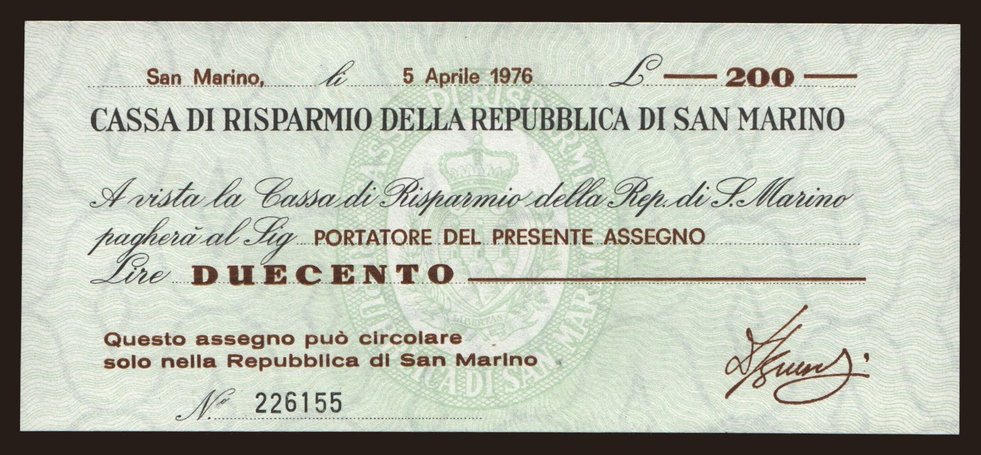 San Marino, lì 5 Aprile 1976 £ 200
CASSA DI RISPARMIO DELLA REPUBBLICA DI SAN MARINO
A vista la Cassa di Risparmio della Rep. di S. Marino
pagherà al Sig PORTATORE DEL PRESENTE ASSEGNO
Lire DUECENTO
Questo assegno può circolare
solo nella Repubblica di San Marino
N.o 226155